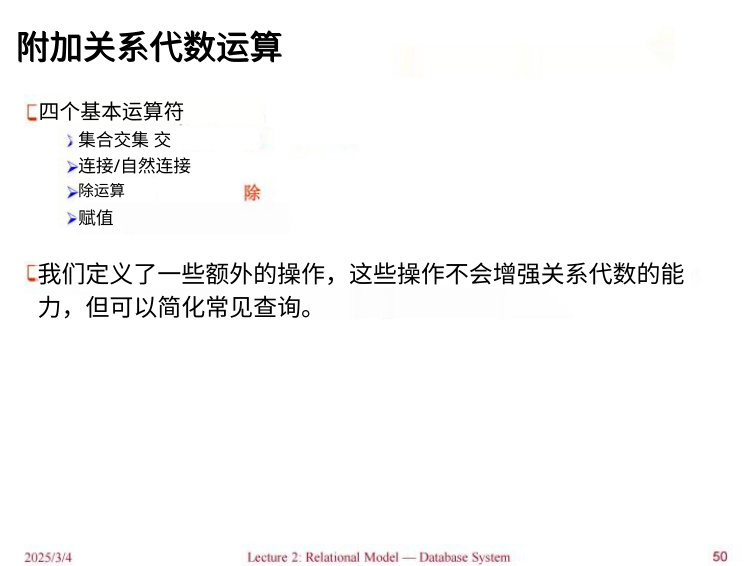 附加关系代数运算
四个基本运算符
集合交集 交
连接/自然连接
除运算 除
赋值
我们定义了一些额外的操作，这些操作不会增强关系代数的能
力，但可以简化常见查询。
2025/3/4 Lecture 2: Relational Model — Database System 50